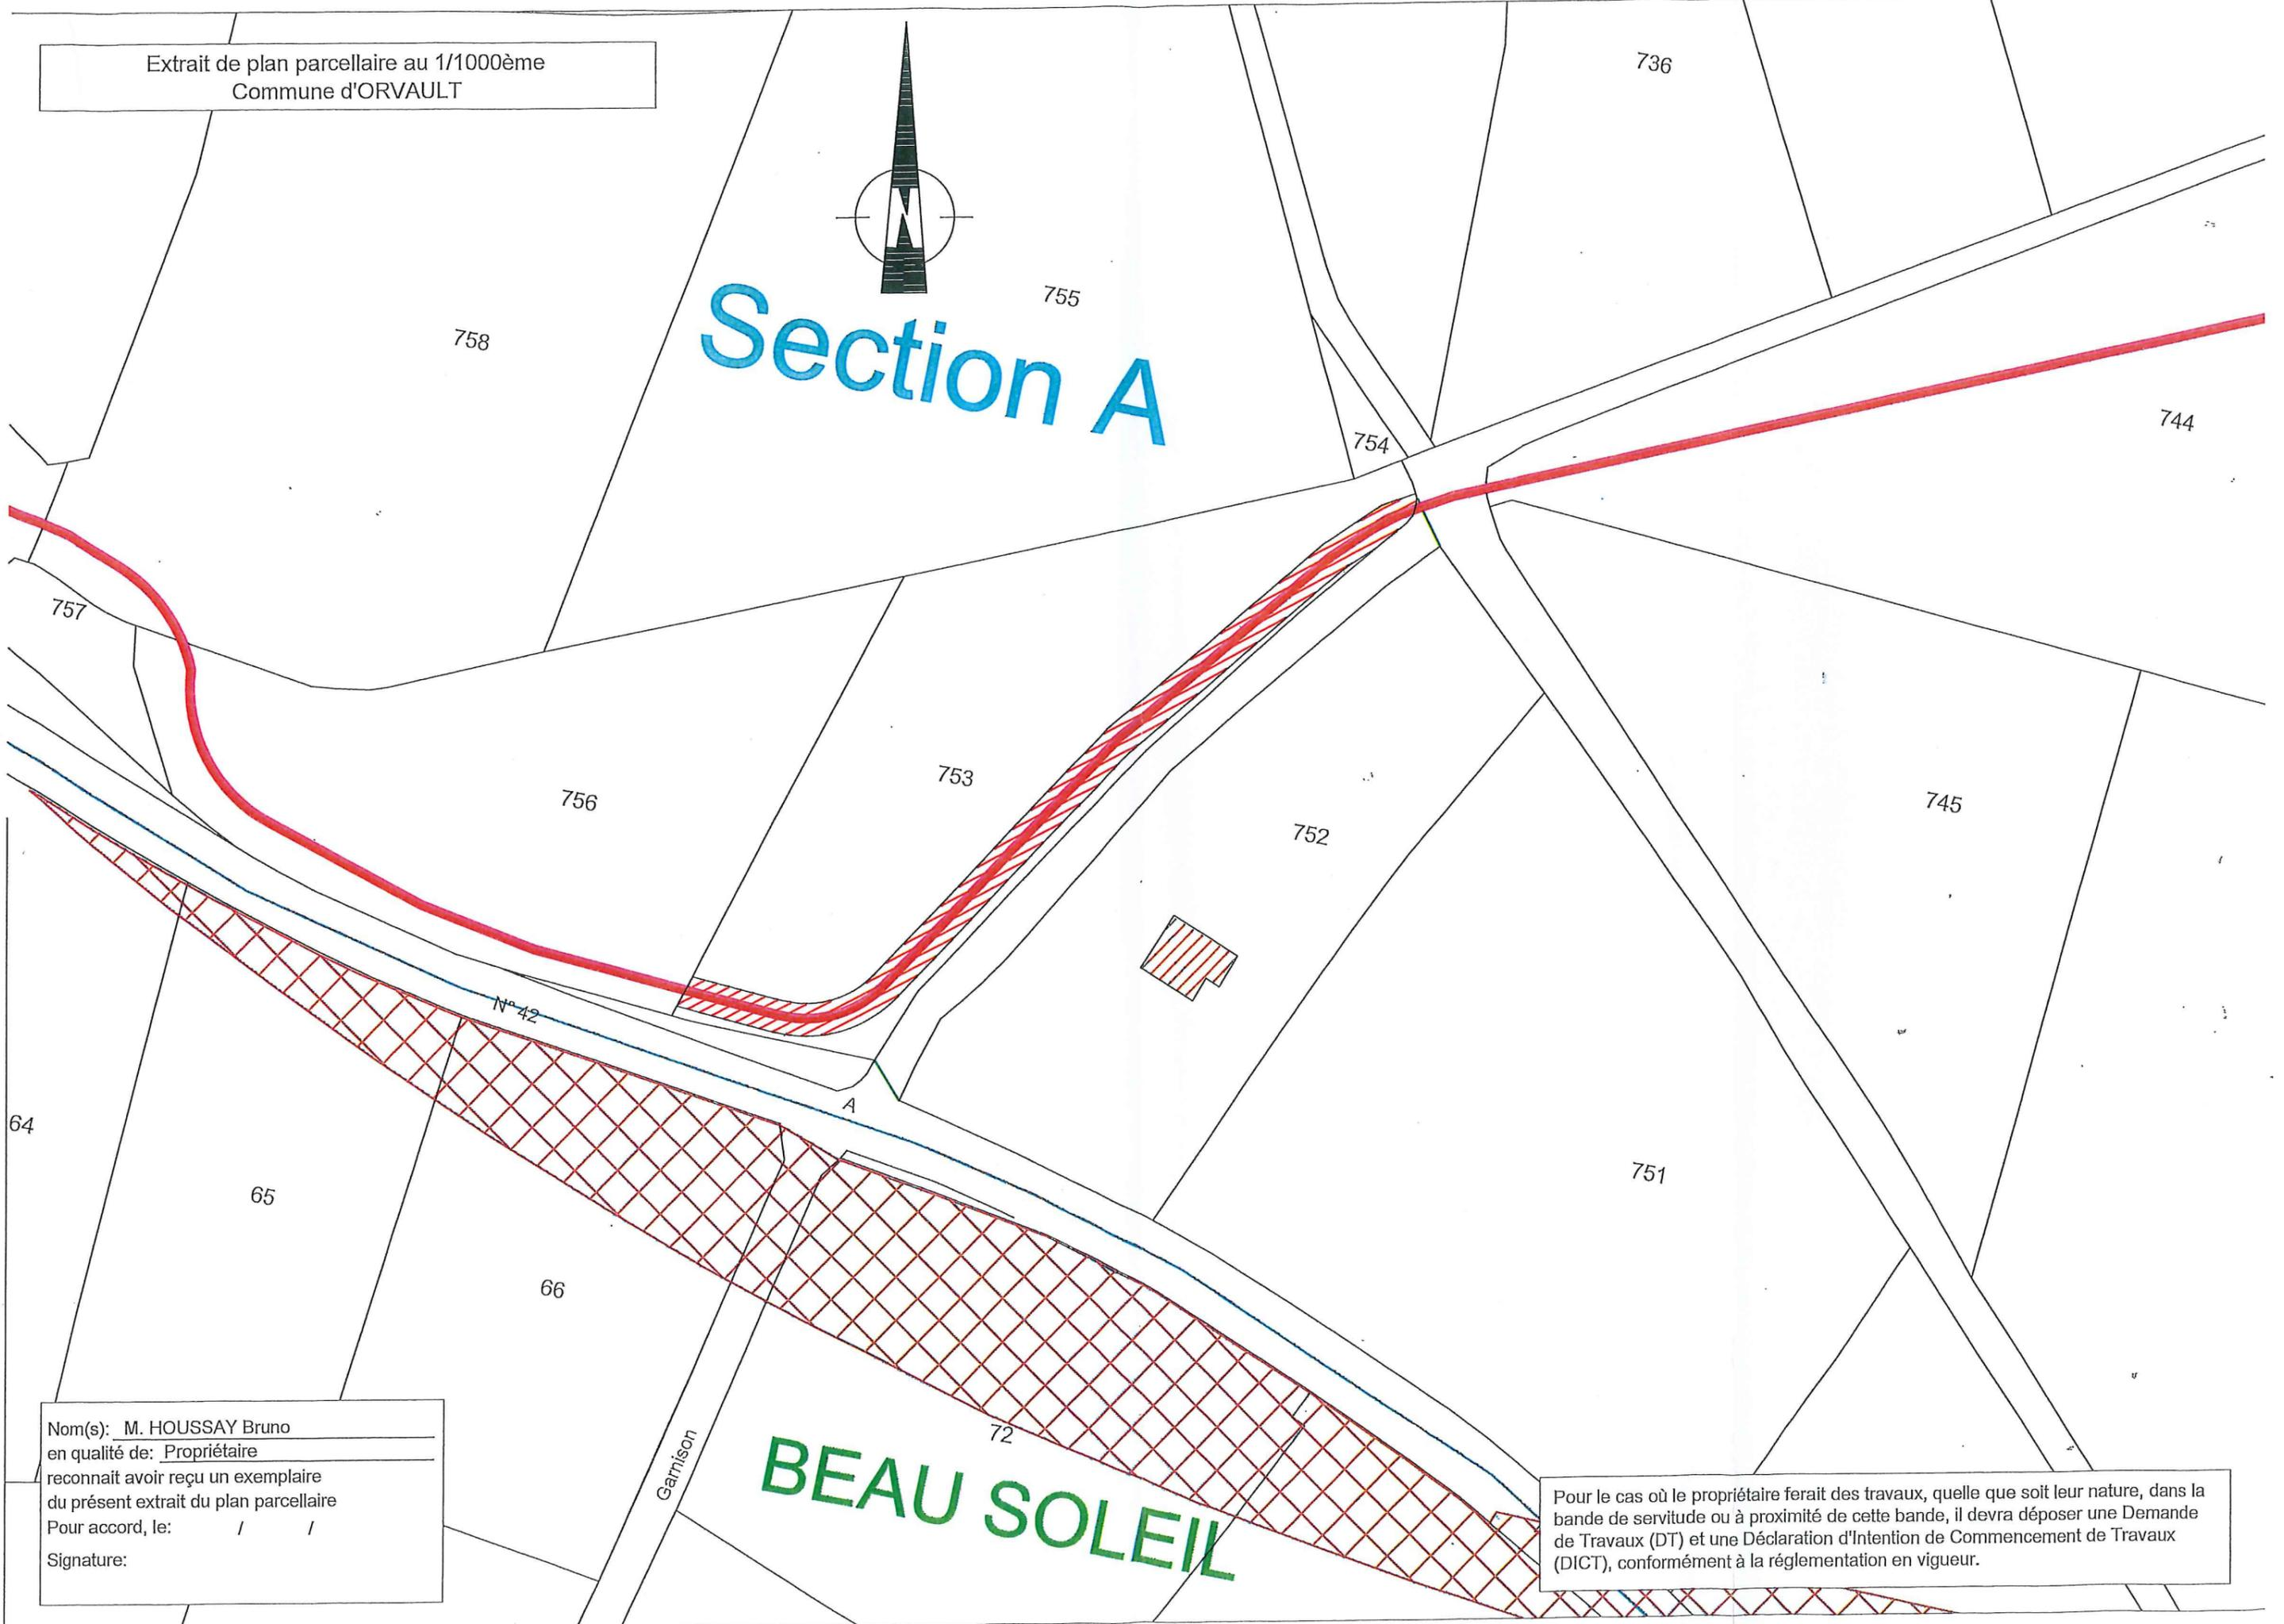 Extrait de plan parcellaire au 1/1000ème
Commune d'ORVAULT
736
N
755
Section A
758
754
744
757
753
756
752
745
N° 42
A
751
64
65
66
72
Garnison
BEAU SOLEIL
Nom(s): M. HOUSSAY Bruno
en qualité de: Propriétaire
reconnait avoir reçu un exemplaire
du présent extrait du plan parcellaire
Pour accord, le: / /
Signature:
Pour le cas où le propriétaire ferait des travaux, quelle que soit leur nature, dans la
bande de servitude ou à proximité de cette bande, il devra déposer une Demande
de Travaux (DT) et une Déclaration d'Intention de Commencement de Travaux
(DICT), conformément à la réglementation en vigueur.